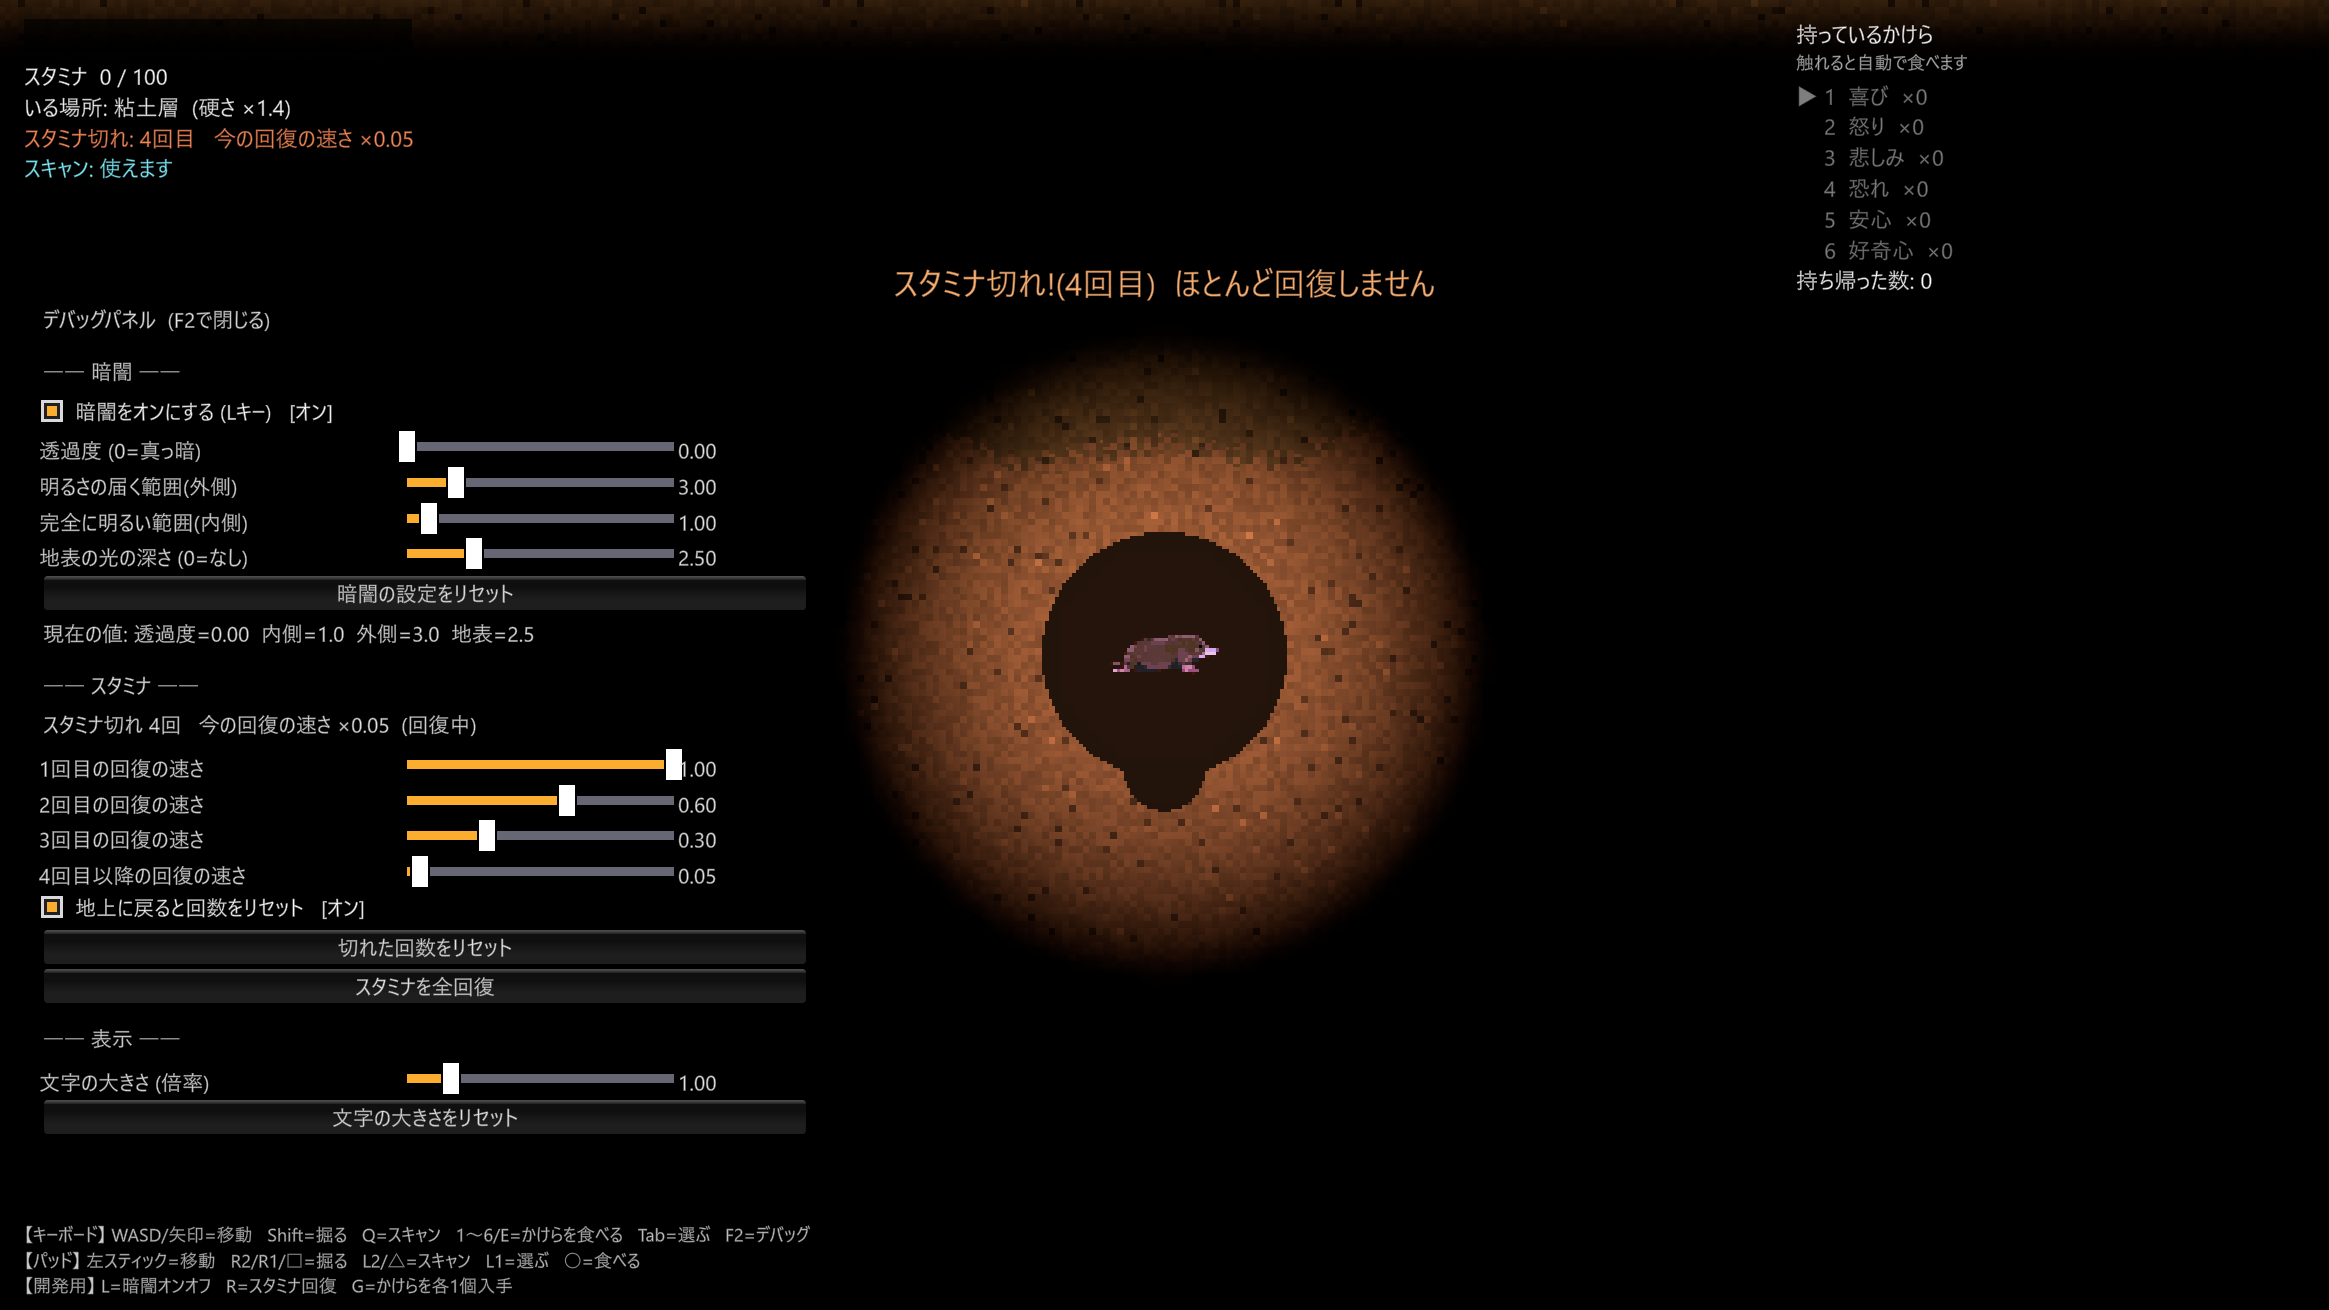 スタミナ 0 / 100
いる場所: 粘土層 (硬さ ×1.4)
スタミナ切れ: 4回目 今の回復の速さ ×0.05
スキャン: 使えます
持っているかけら
触れると自動で食べます
▶ 1 喜び ×0
2 怒り ×0
3 悲しみ ×0
4 恐れ ×0
5 安心 ×0
6 好奇心 ×0
持ち帰った数: 0
スタミナ切れ!(4回目) ほとんど回復しません
デバッグパネル (F2で閉じる)
―― 暗闇 ――
暗闇をオンにする (Lキー) [オン]
透過度 (0=真っ暗) 0.00
明るさの届く範囲(外側) 3.00
完全に明るい範囲(内側) 1.00
地表の光の深さ (0=なし) 2.50
暗闇の設定をリセット
現在の値: 透過度=0.00 内側=1.0 外側=3.0 地表=2.5
―― スタミナ ――
スタミナ切れ 4回 今の回復の速さ ×0.05 (回復中)
1回目の回復の速さ 1.00
2回目の回復の速さ 0.60
3回目の回復の速さ 0.30
4回目以降の回復の速さ 0.05
地上に戻ると回数をリセット [オン]
切れた回数をリセット
スタミナを全回復
―― 表示 ――
文字の大きさ (倍率) 1.00
文字の大きさをリセット
【キーボード】 WASD/矢印=移動 Shift=掘る Q=スキャン 1～6/E=かけらを食べる Tab=選ぶ F2=デバッグ
【パッド】 左スティック=移動 R2/R1/□=掘る L2/△=スキャン L1=選ぶ ○=食べる
【開発用】 L=暗闇オンオフ R=スタミナ回復 G=かけらを各1個入手